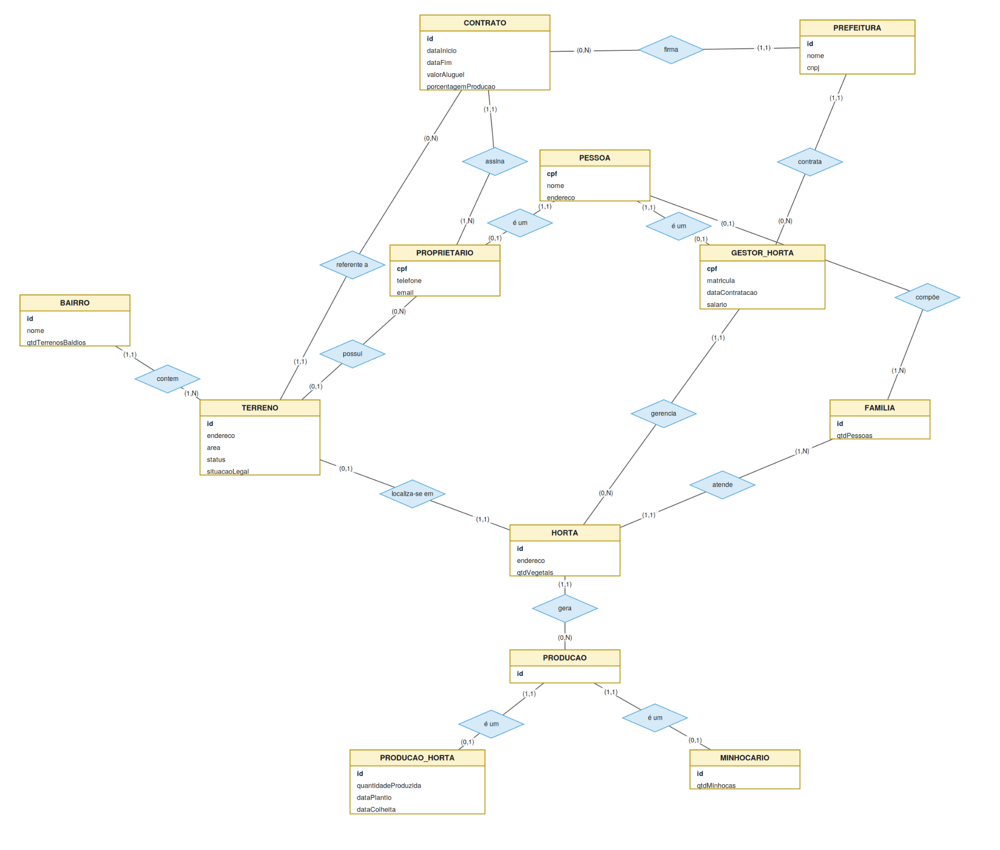 CONTRATO
id
dataInicio
dataFim
valorAluguel
porcentagemProducao
(0,N)
firma
(1,1)
PREFEITURA
id
nome
cnpj
(1,1)
(1,1)
(0,N)
assina
contrata
PESSOA
cpf
nome
endereco
(1,1)
(1,1)
(1,N)
é um
é um
(0,1)
(0,N)
(0,1)
(0,1)
PROPRIETARIO
cpf
telefone
email
GESTOR_HORTA
cpf
matricula
dataContratacao
salario
referente a
compõe
BAIRRO
id
nome
qtdTerrenosBaldios
(0,N)
(1,1)
(1,1)
possui
(1,1)
(1,N)
contem
(0,1)
(1,N)
TERRENO
id
endereco
area
status
situacaoLegal
gerencia
FAMILIA
id
qtdPessoas
(1,N)
(0,1)
atende
localiza-se em
(0,N)
(1,1)
(1,1)
HORTA
id
endereco
qtdVegetais
(1,1)
gera
(0,N)
PRODUCAO
id
(1,1)
(1,1)
é um
é um
(0,1)
(0,1)
PRODUCAO_HORTA
id
quantidadeProduzida
dataPlantio
dataColheita
MINHOCARIO
id
qtdMinhocas